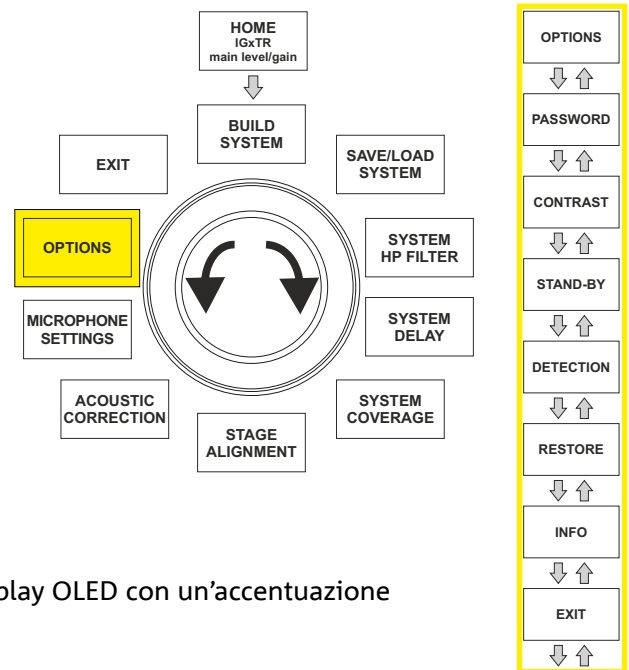 HOME
IGxTR
main level/gain
BUILD
SYSTEM
EXIT
SAVE/LOAD
SYSTEM
OPTIONS
SYSTEM
HP FILTER
MICROPHONE
SETTINGS
SYSTEM
DELAY
ACOUSTIC
CORRECTION
SYSTEM
COVERAGE
STAGE
ALIGNMENT
play OLED con un'accentuazione
OPTIONS
PASSWORD
CONTRAST
STAND-BY
DETECTION
RESTORE
INFO
EXIT